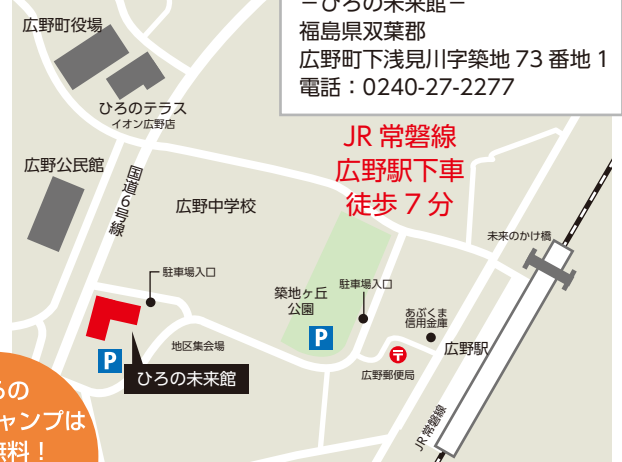 －ひろの未来館－
福島県双葉郡
広野町下浅見川字築地 73 番地 1
電話：0240-27-2277
広野町役場
ひろのテラス
イオン広野店
JR 常磐線
広野駅下車
徒歩 7 分
広野公民館
国道6号線
広野中学校
未来のかけ橋
駐車場入口
駐車場入口
築地ヶ丘
公園
P
あぶくま
信用金庫
広野駅
地区集会場
広野郵便局
P
ひろの未来館
JR 常磐線
ろの
ャンプは
無料！